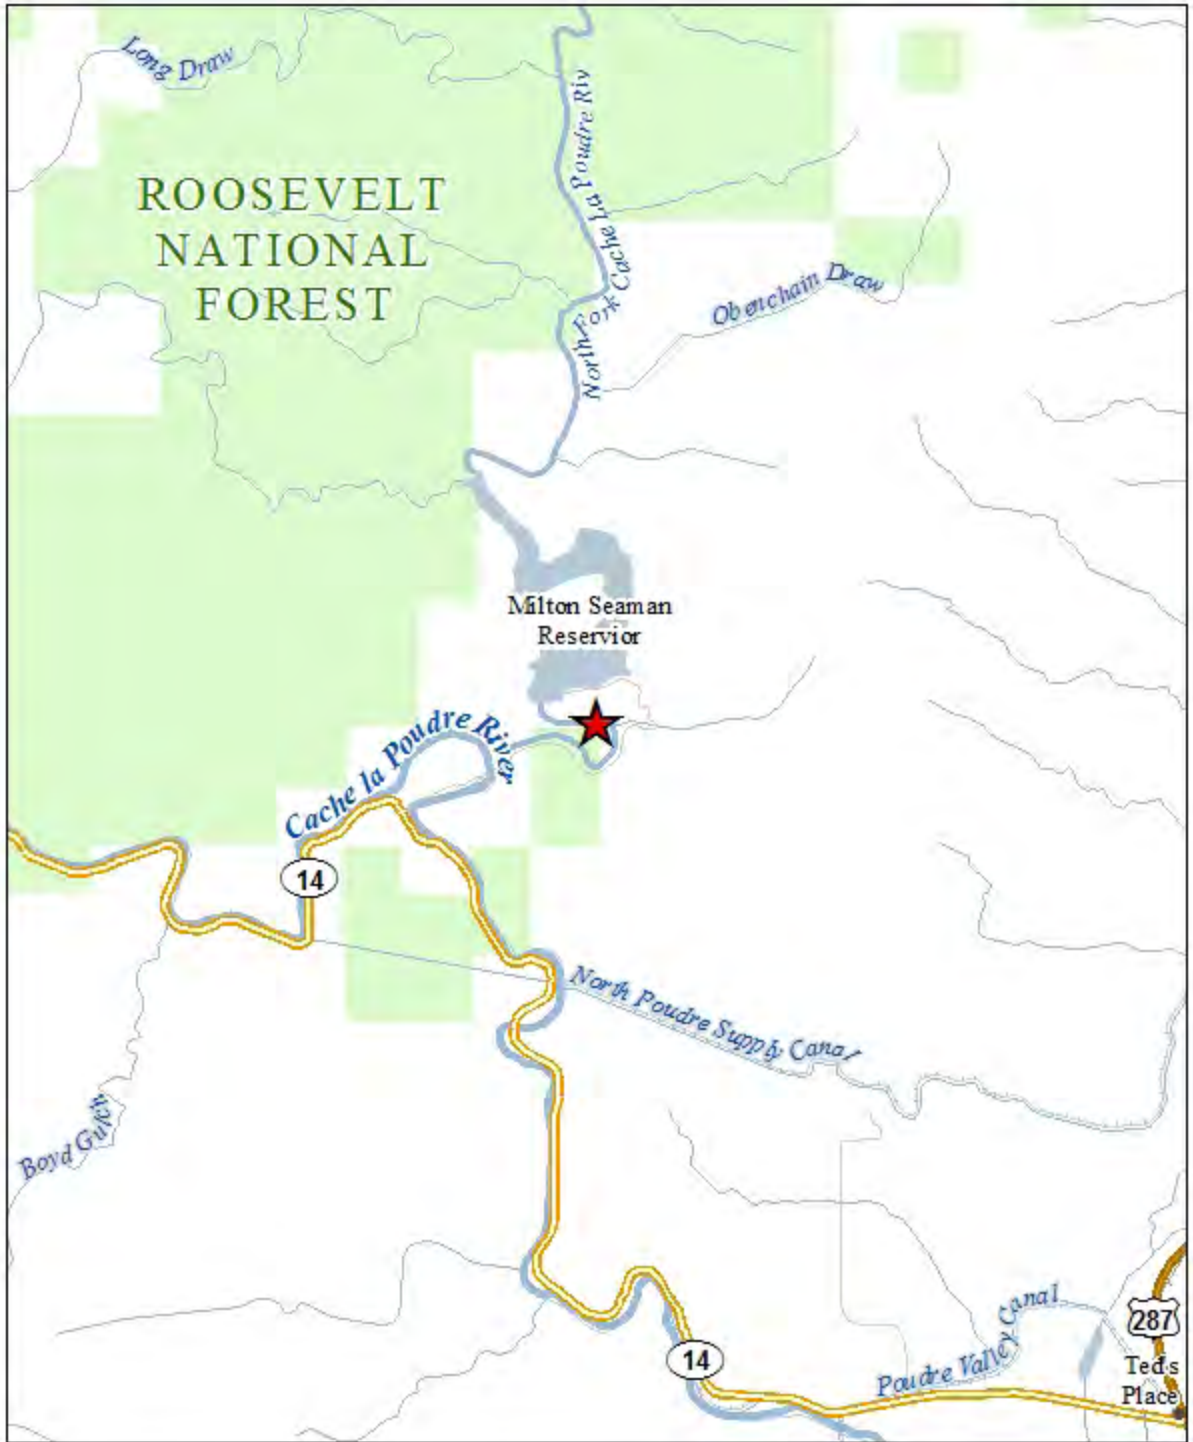 Long Draw
North Fork Cache La Poudre Riv
ROOSEVELT
NATIONAL
FOREST
Obenchain Draw
Milton Seaman
Reservior
Cache la Poudre River
14
North Poudre Supply Canal
Boyd Gulch
Poudre Valley Canal
287
14
Ted's
Place